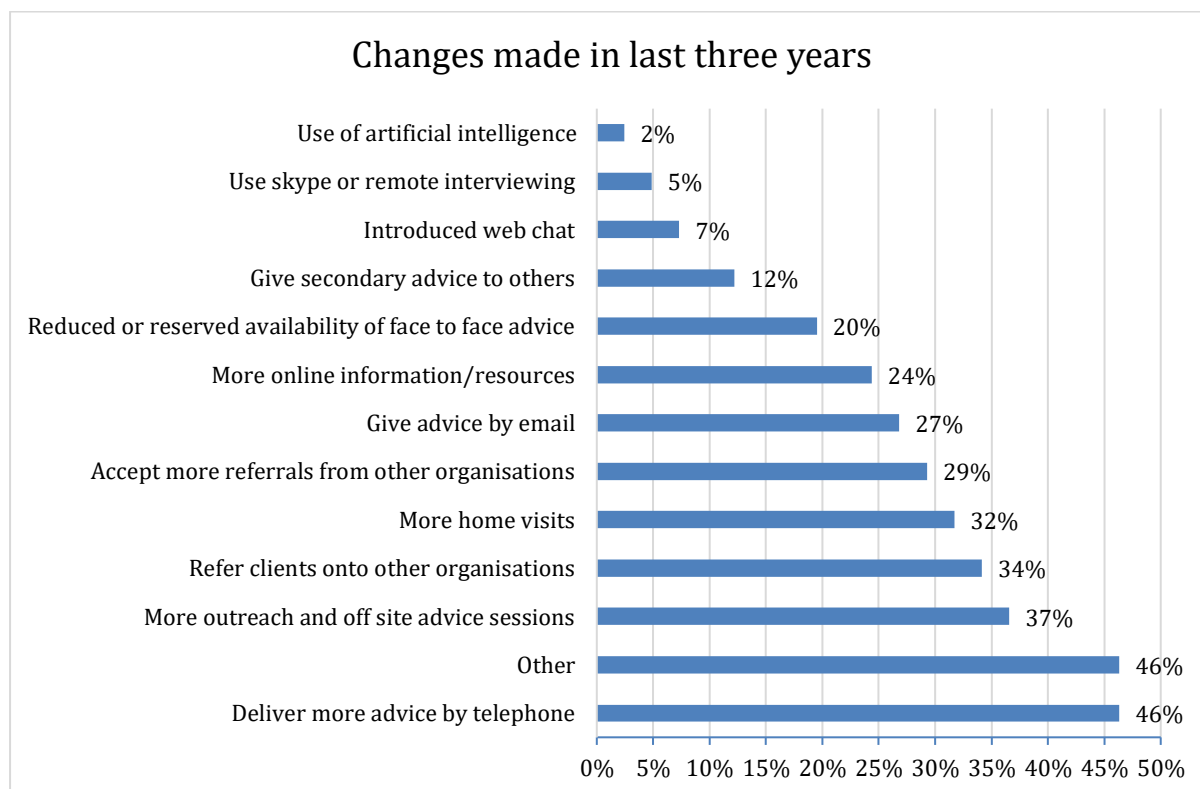 Changes made in last three years
Use of artificial intelligence 2%
Use skype or remote interviewing 5%
Introduced web chat 7%
Give secondary advice to others 12%
Reduced or reserved availability of face to face advice 20%
More online information/resources 24%
Give advice by email 27%
Accept more referrals from other organisations 29%
More home visits 32%
Refer clients onto other organisations 34%
More outreach and off site advice sessions 37%
Other 46%
Deliver more advice by telephone 46%
0% 5% 10% 15% 20% 25% 30% 35% 40% 45% 50%